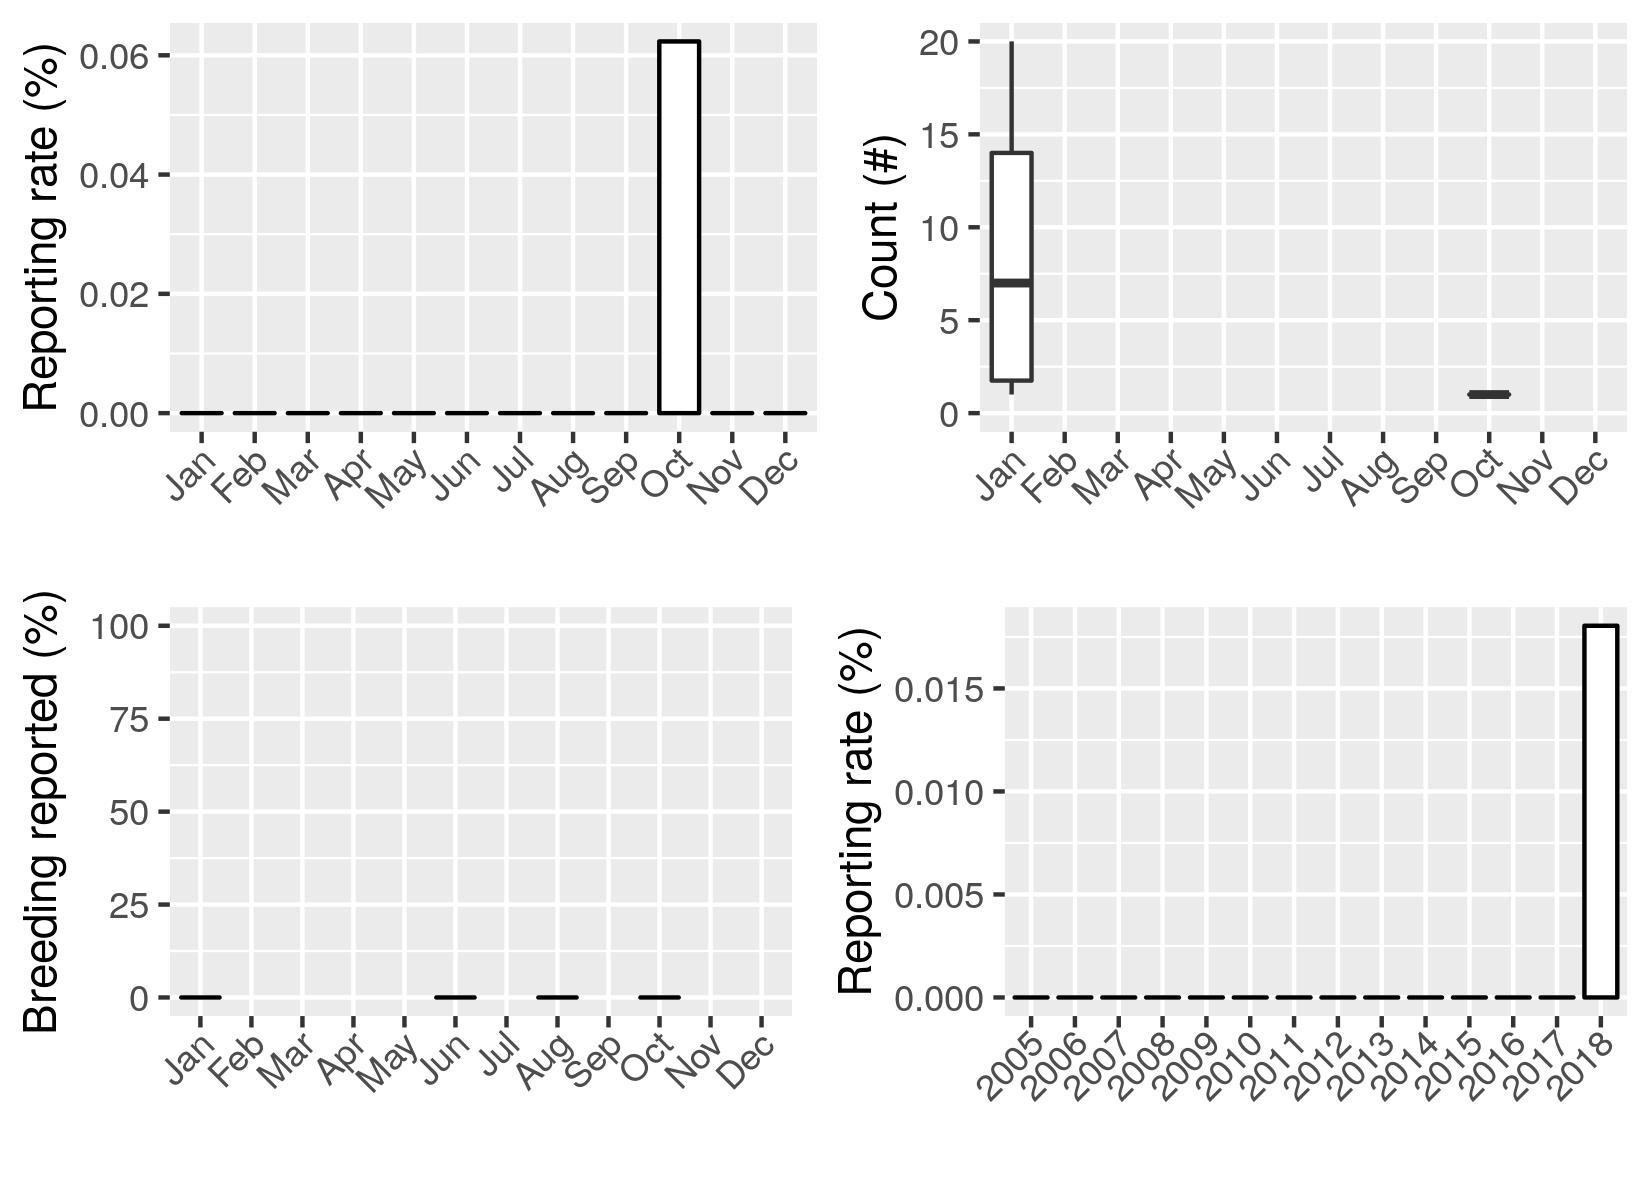 Reporting rate (%)
0.06
0.04
0.02
0.00
Jan Feb Mar Apr May Jun Jul Aug Sep Oct Nov Dec
Count (#)
20
15
10
5
0
Jan Feb Mar Apr May Jun Jul Aug Sep Oct Nov Dec
Breeding reported (%)
100
75
50
25
0
Jan Feb Mar Apr May Jun Jul Aug Sep Oct Nov Dec
Reporting rate (%)
0.015
0.010
0.005
0.000
2005 2006 2007 2008 2009 2010 2011 2012 2013 2014 2015 2016 2017 2018